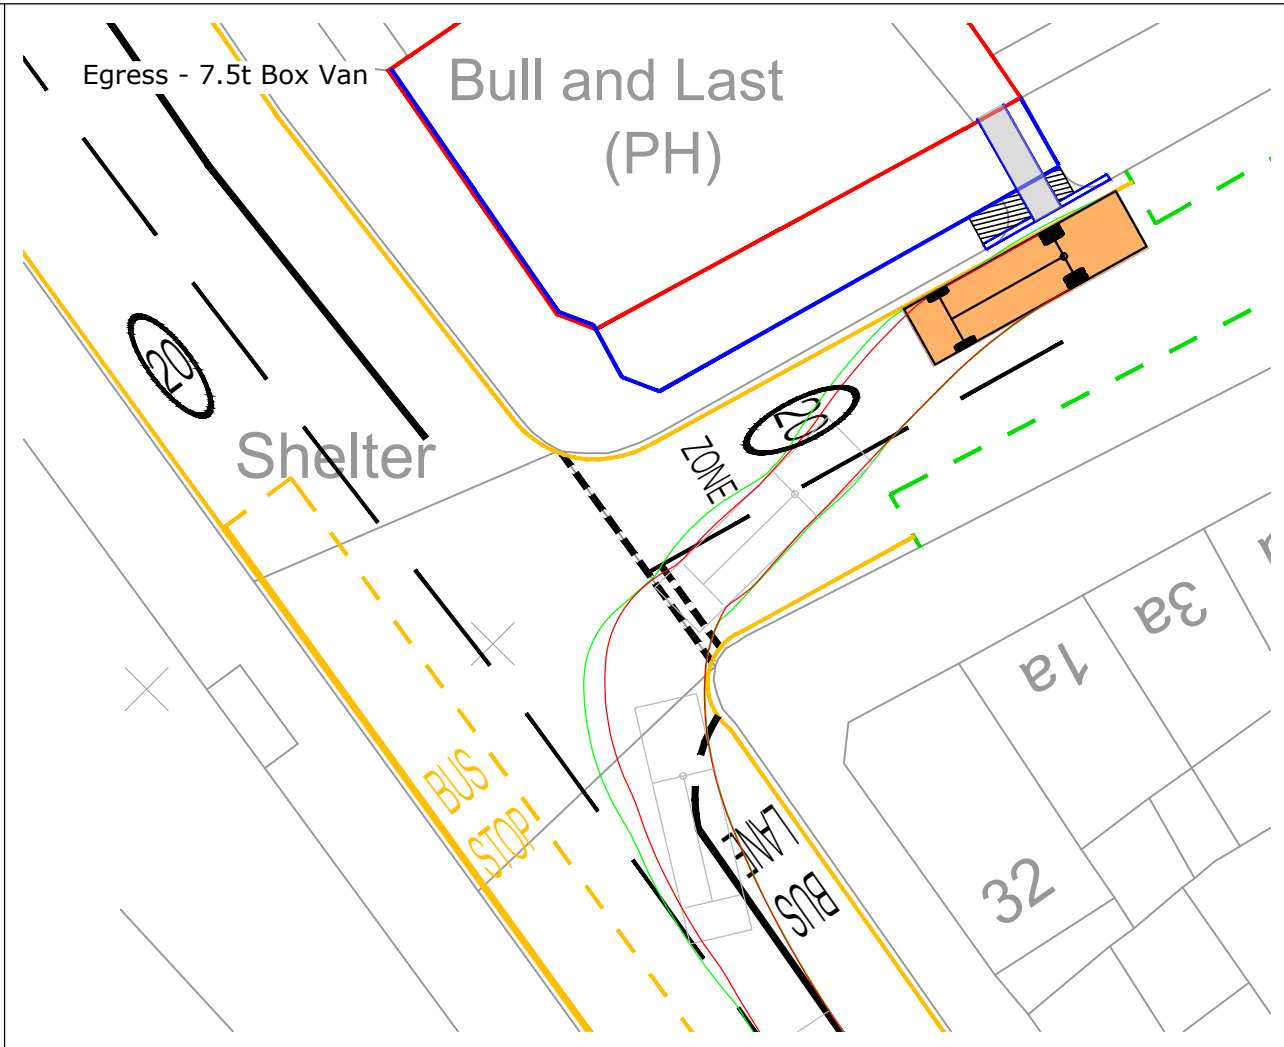 Egress - 7.5t Box Van
Bull and Last
(PH)
20
Shelter
20
ZONE
3a
1a
BUS
STOP
LANE
BUS
32